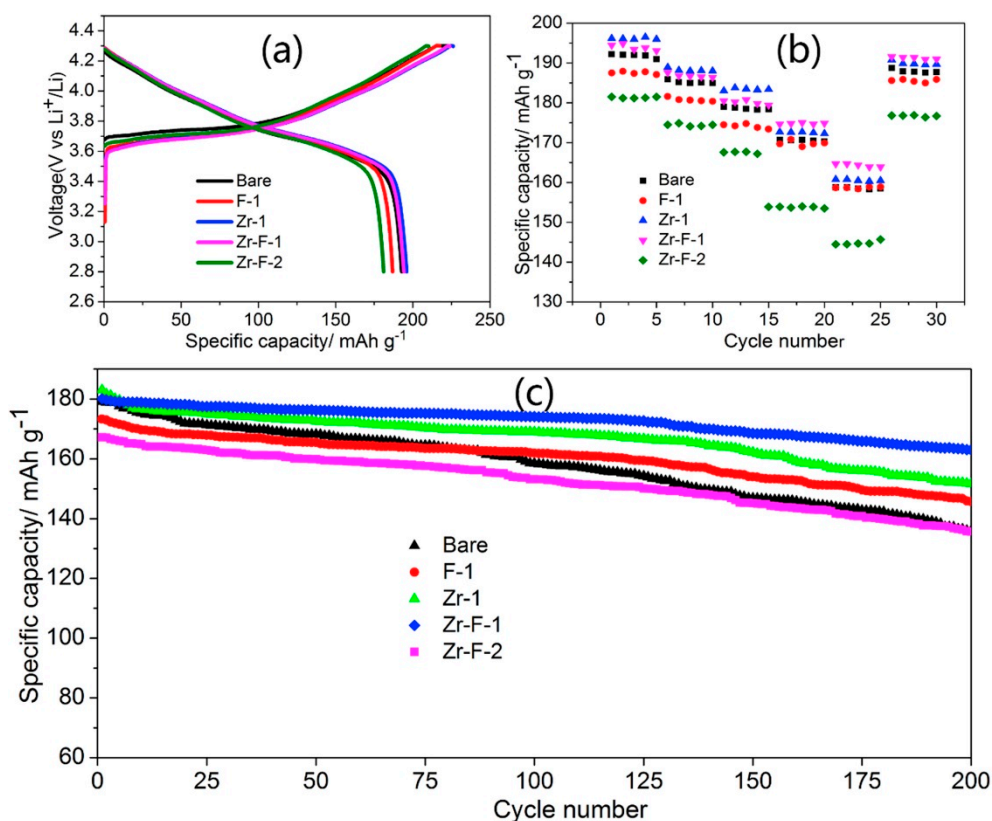 (a)
Voltage(V vs Li⁺/Li)
4.4
4.2
4.0
3.8
3.6
3.4
3.2
3.0
2.8
2.6
Bare
F-1
Zr-1
Zr-F-1
Zr-F-2
0 50 100 150 200 250
Specific capacity/ mAh g⁻¹
(b)
Specific capacity/ mAh g⁻¹
200
190
180
170
160
150
140
130
Bare
F-1
Zr-1
Zr-F-1
Zr-F-2
0 5 10 15 20 25 30
Cycle number
(c)
Specific capacity/ mAh g⁻¹
180
160
140
120
100
80
60
Bare
F-1
Zr-1
Zr-F-1
Zr-F-2
0 25 50 75 100 125 150 175 200
Cycle number